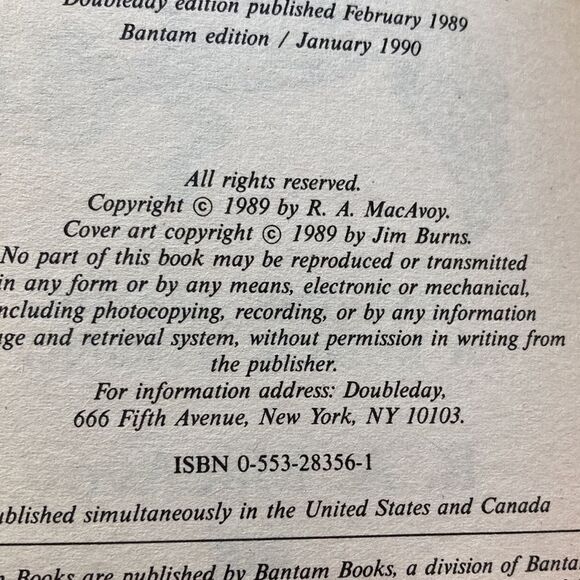 Doubleday edition published February 1989
Bantam edition / January 1990
All rights reserved.
Copyright © 1989 by R. A. MacAvoy.
Cover art copyright © 1989 by Jim Burns.
No part of this book may be reproduced or transmitted
in any form or by any means, electronic or mechanical,
ncluding photocopying, recording, or by any information
age and retrieval system, without permission in writing from
the publisher.
For information address: Doubleday,
666 Fifth Avenue, New York, NY 10103.
ISBN 0-553-28356-1
ublished simultaneously in the United States and Canada
Books are published by Bantam Books, a division of Bantam